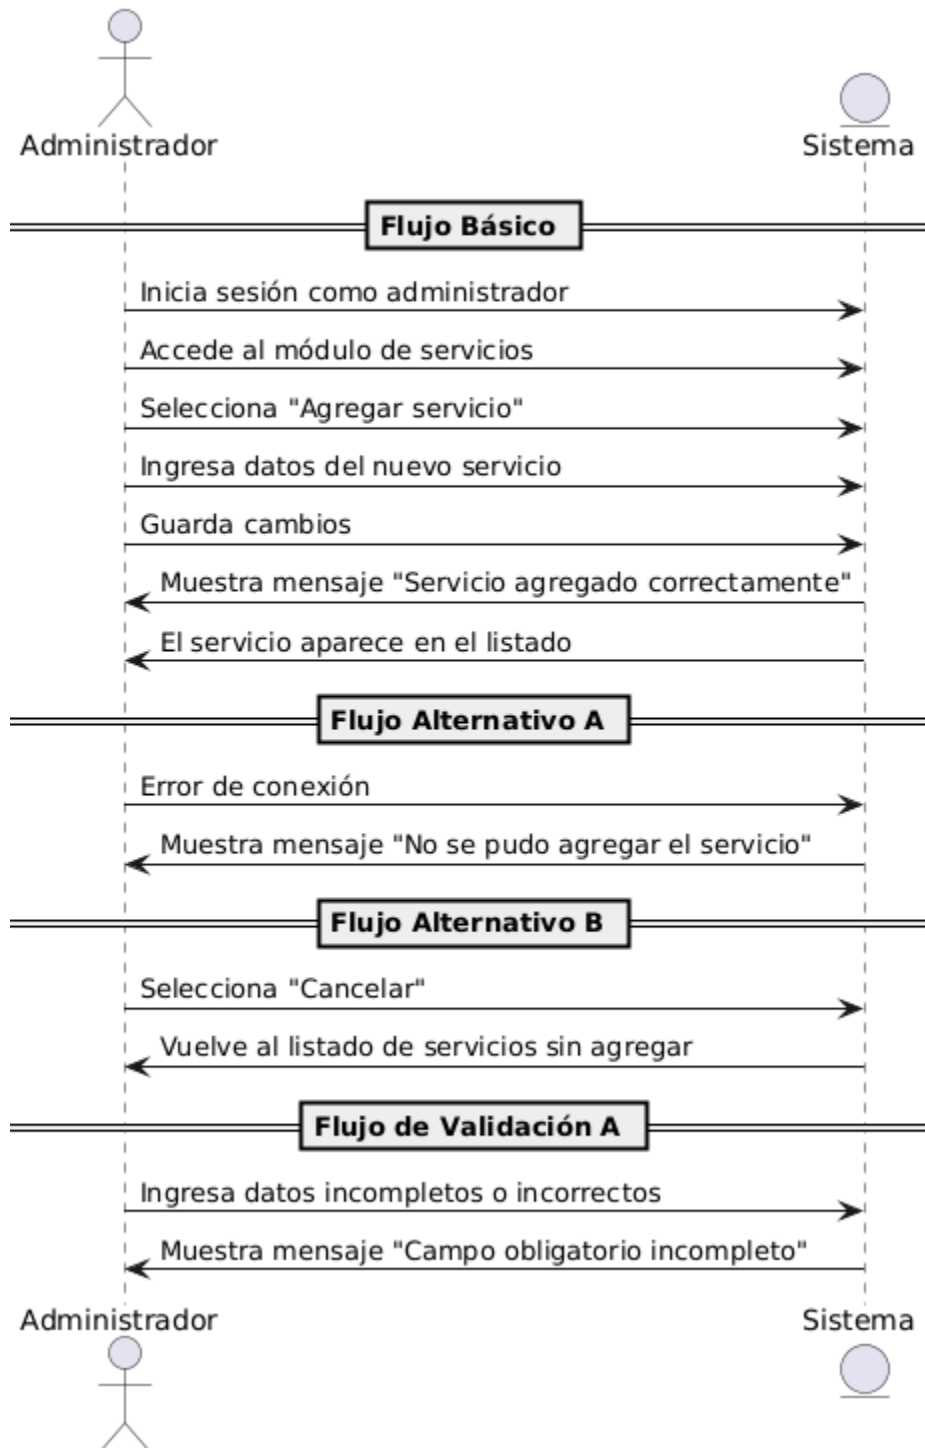 Administrador
Sistema
Flujo Básico
Inicia sesión como administrador
Accede al módulo de servicios
Selecciona "Agregar servicio"
Ingresa datos del nuevo servicio
Guarda cambios
Muestra mensaje "Servicio agregado correctamente"
El servicio aparece en el listado
Flujo Alternativo A
Error de conexión
Muestra mensaje "No se pudo agregar el servicio"
Flujo Alternativo B
Selecciona "Cancelar"
Vuelve al listado de servicios sin agregar
Flujo de Validación A
Ingresa datos incompletos o incorrectos
Muestra mensaje "Campo obligatorio incompleto"
Administrador
Sistema